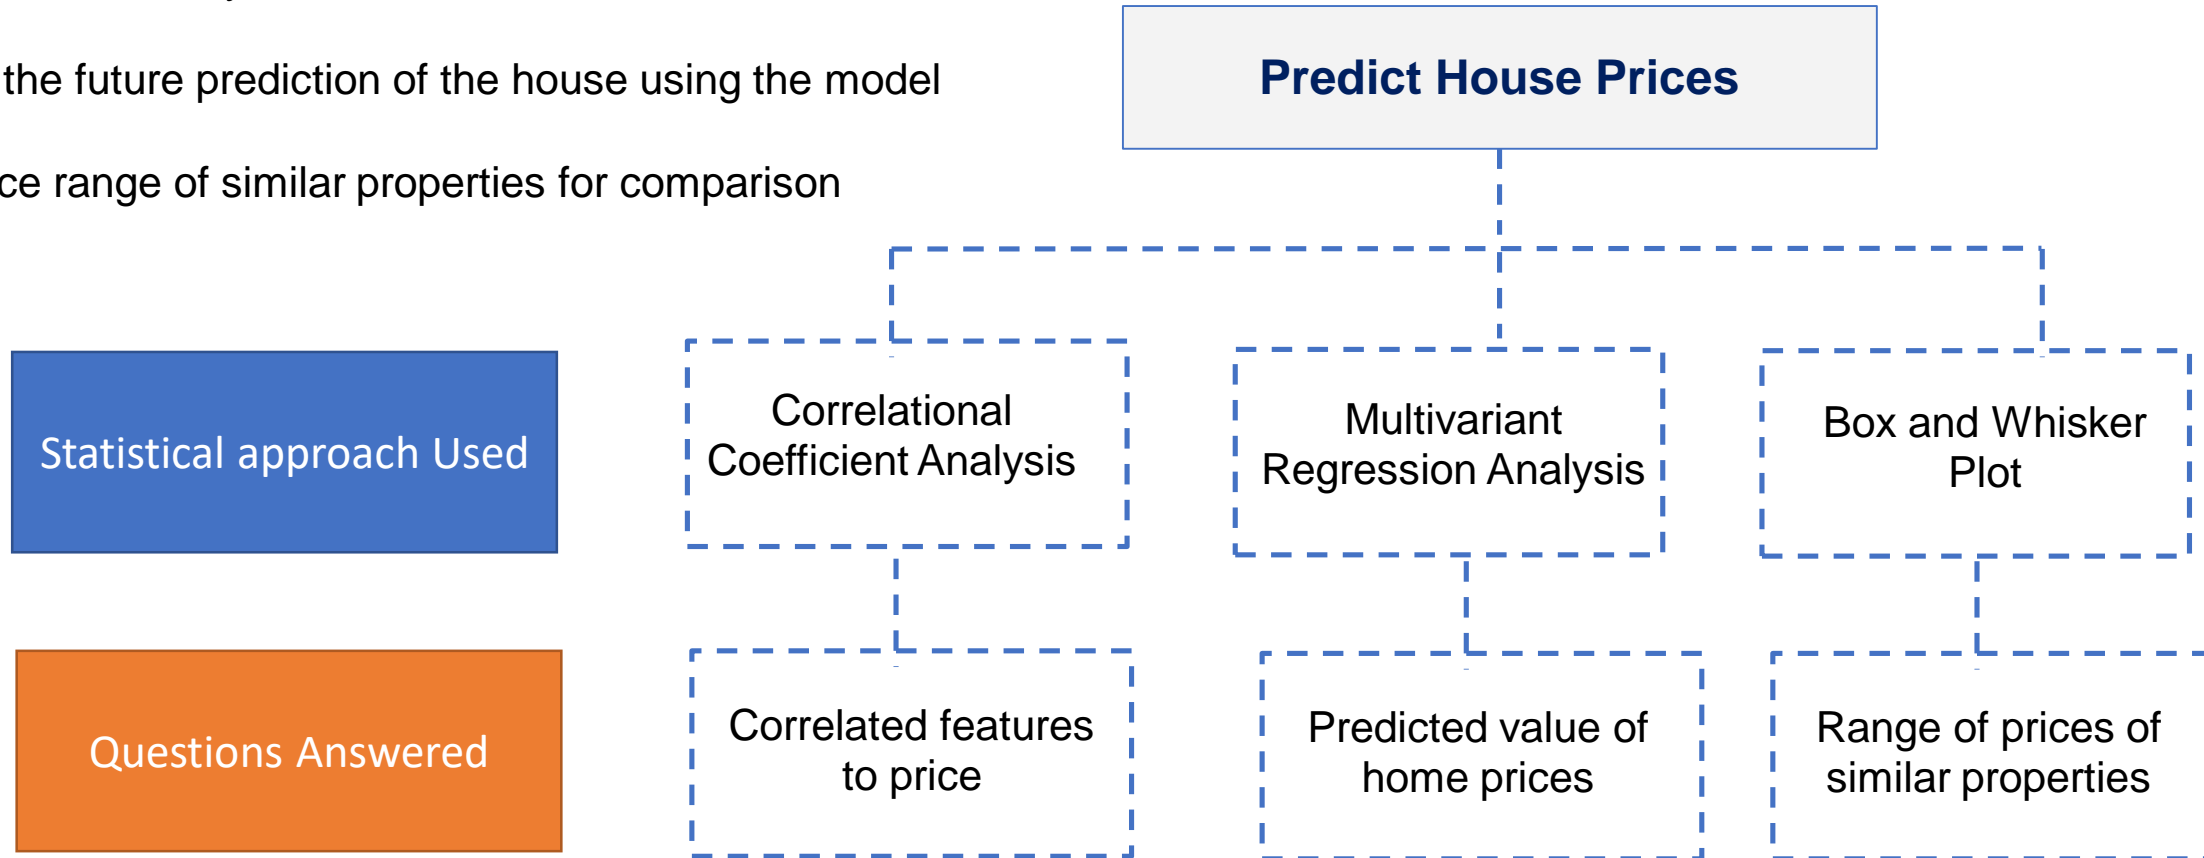 the future prediction of the house using the model
range of similar properties for comparison
Predict House Prices
Statistical approach Used
Correlational
Coefficient Analysis
Multivariant
Regression Analysis
Box and Whisker
Plot
Questions Answered
Correlated features
to price
Predicted value of
home prices
Range of prices of
similar properties